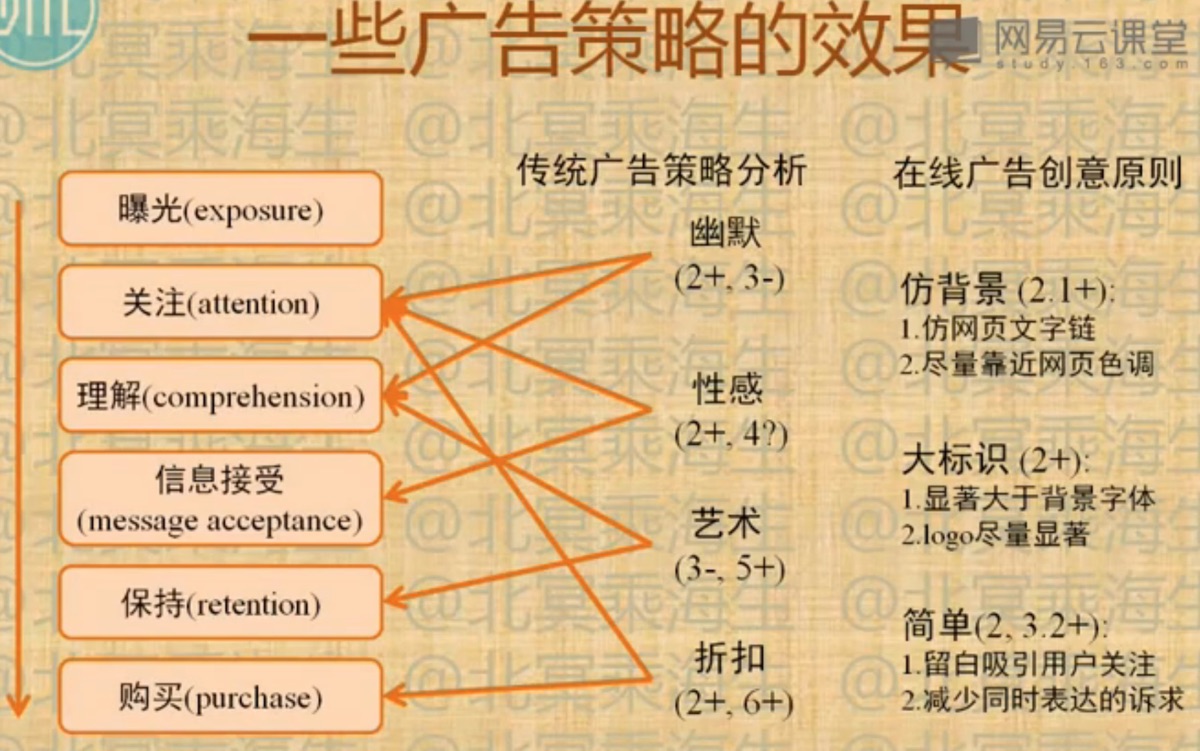 一些广告策略的效果
网易云课堂
study.163.com
传统广告策略分析
在线广告创意原则
曝光(exposure)
关注(attention)
理解(comprehension)
信息接受
(message acceptance)
保持(retention)
购买(purchase)
幽默
(2+, 3-)
性感
(2+, 4?)
艺术
(3-, 5+)
折扣
(2+, 6+)
仿背景 (2.1+):
1.仿网页文字链
2.尽量靠近网页色调
大标识 (2+):
1.显著大于背景字体
2.logo尽量显著
简单(2, 3.2+):
1.留白吸引用户关注
2.减少同时表达的诉求
@北冥乘海生